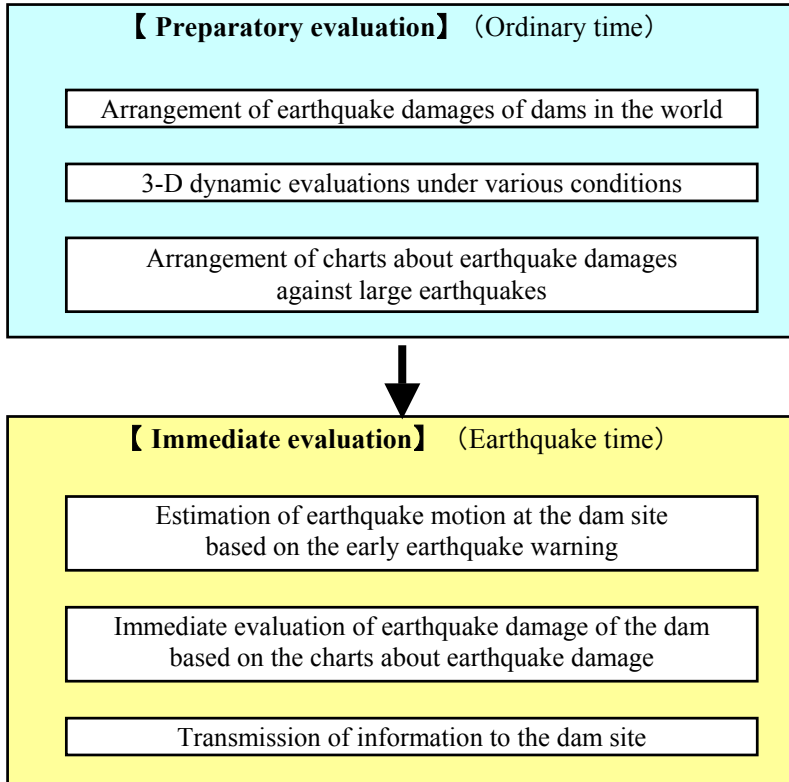 【 Preparatory evaluation】（Ordinary time）
Arrangement of earthquake damages of dams in the world
3-D dynamic evaluations under various conditions
Arrangement of charts about earthquake damages
against large earthquakes
【 Immediate evaluation】（Earthquake time）
Estimation of earthquake motion at the dam site
based on the early earthquake warning
Immediate evaluation of earthquake damage of the dam
based on the charts about earthquake damage
Transmission of information to the dam site